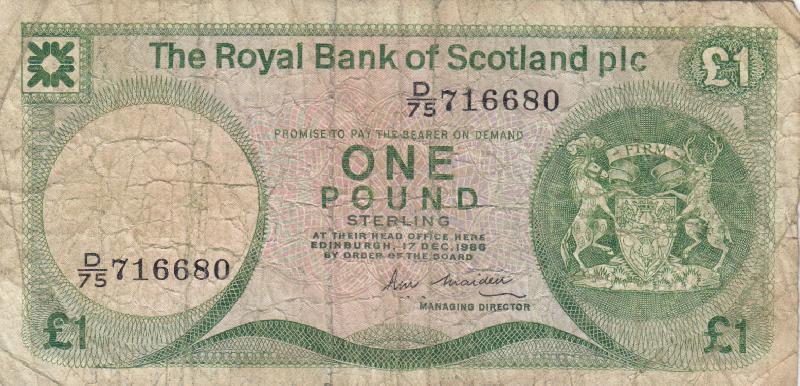 The Royal Bank of Scotland plc
£1
D/75 716680
PROMISE TO PAY THE BEARER ON DEMAND
FIRM
ONE
POUND
STERLING
AT THEIR HEAD OFFICE HERE
EDINBURGH, 17 DEC. 1986
BY ORDER OF THE BOARD
D/75 716680
MANAGING DIRECTOR
£1
£1